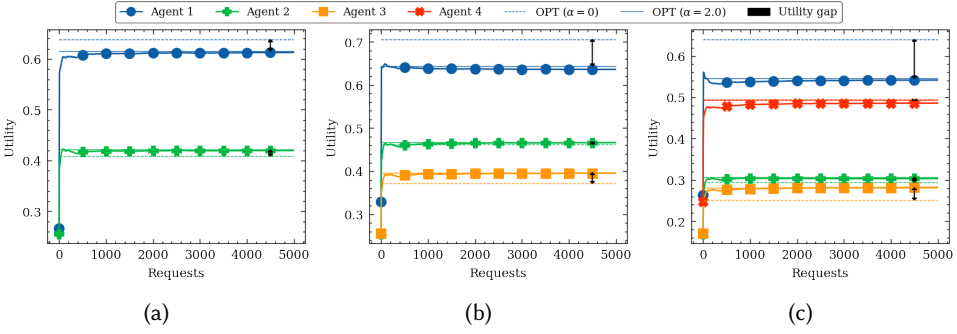 Agent 1 Agent 2 Agent 3 Agent 4 OPT (α = 0) OPT (α = 2.0) Utility gap
0.6
0.5
0.4
0.3
Utility
0 1000 2000 3000 4000 5000
Requests
(a)
0.7
0.6
0.5
0.4
0.3
Utility
0 1000 2000 3000 4000 5000
Requests
(b)
0.6
0.5
0.4
0.3
0.2
Utility
0 1000 2000 3000 4000 5000
Requests
(c)